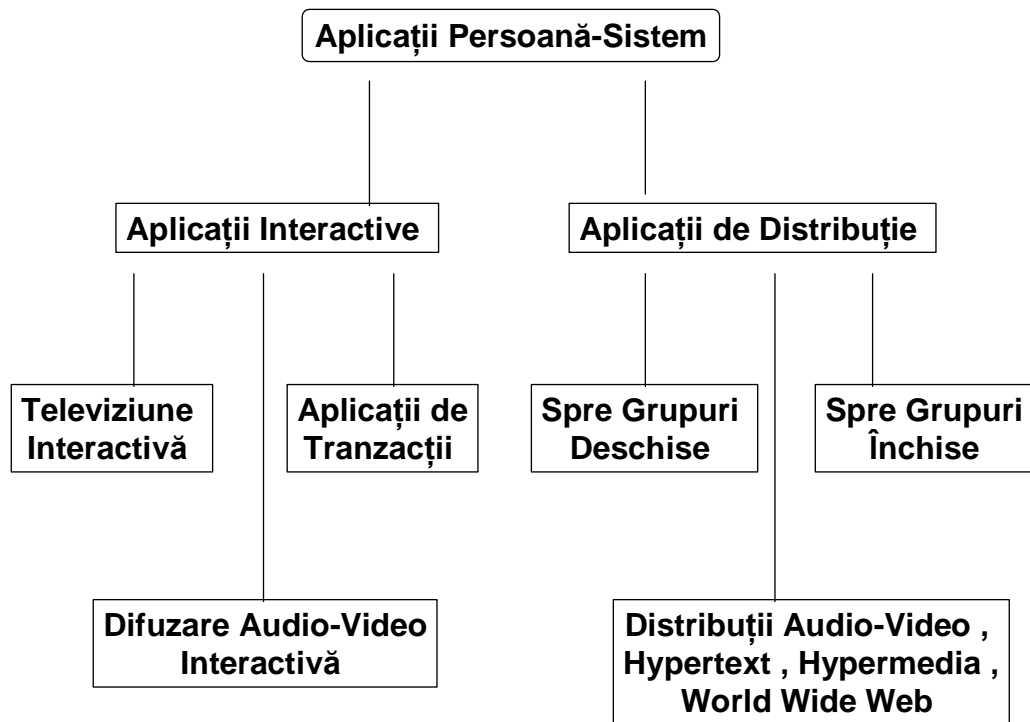 Aplicații Persoană-Sistem
Aplicații Interactive
Aplicații de Distribuție
Televiziune
Interactivă
Aplicații de
Tranzacții
Spre Grupuri
Deschise
Spre Grupuri
Închise
Difuzare Audio-Video
Interactivă
Distribuții Audio-Video ,
Hypertext , Hypermedia ,
World Wide Web